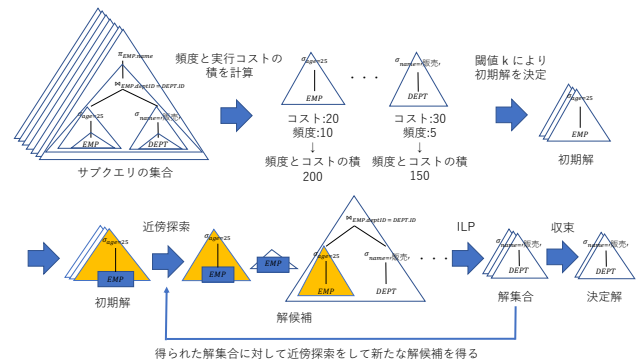 π_EMP.name
⋈_EMP.deptID = DEPT.ID
σ_age=25
σ_name='販売'
EMP
DEPT
サブクエリの集合
頻度と実行コストの
積を計算
σ_age=25
EMP
コスト:20
頻度:10
↓
頻度とコストの積
200
・・・
σ_name='販売'
DEPT
コスト:30
頻度:5
↓
頻度とコストの積
150
閾値 k により
初期解を決定
σ_age=25
EMP
初期解
σ_age=25
EMP
初期解
近傍探索
σ_age=25
EMP
EMP
⋈_EMP.deptID = DEPT.ID
σ_age=25
σ_name='販売'
EMP
DEPT
・・・
解候補
ILP
σ_name='販売'
DEPT
解集合
収束
σ_name='販売'
DEPT
決定解
得られた解集合に対して近傍探索をして新たな解候補を得る